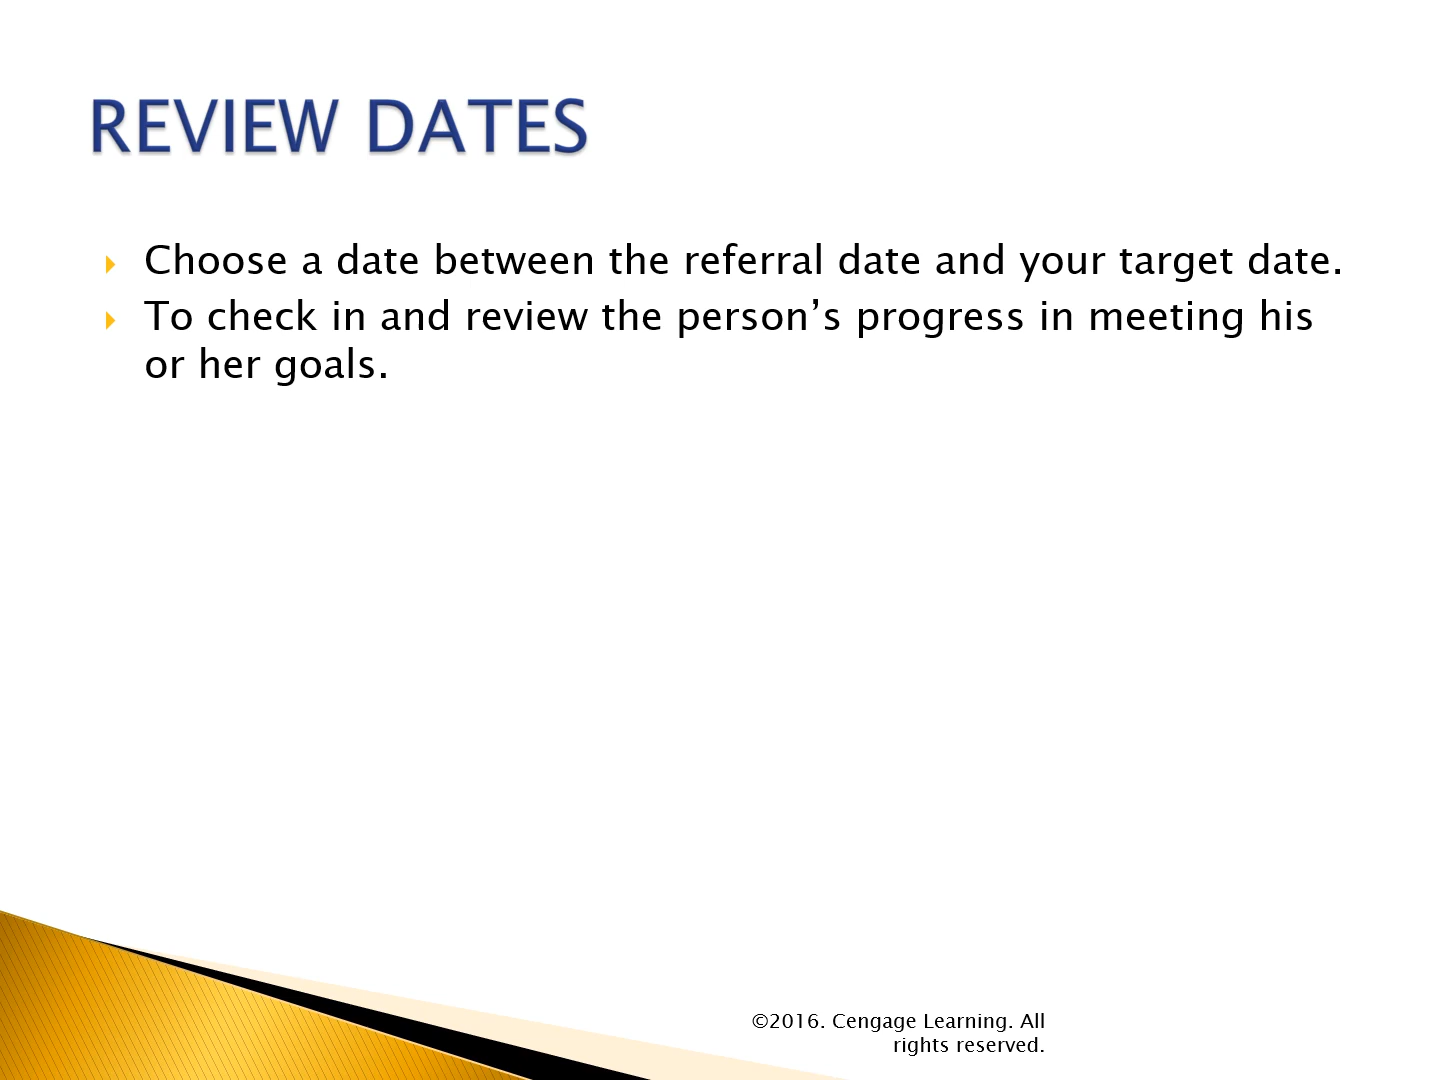 REVIEW DATES
Choose a date between the referral date and your target date.
To check in and review the person’s progress in meeting his
or her goals.
©2016. Cengage Learning. All
rights reserved.